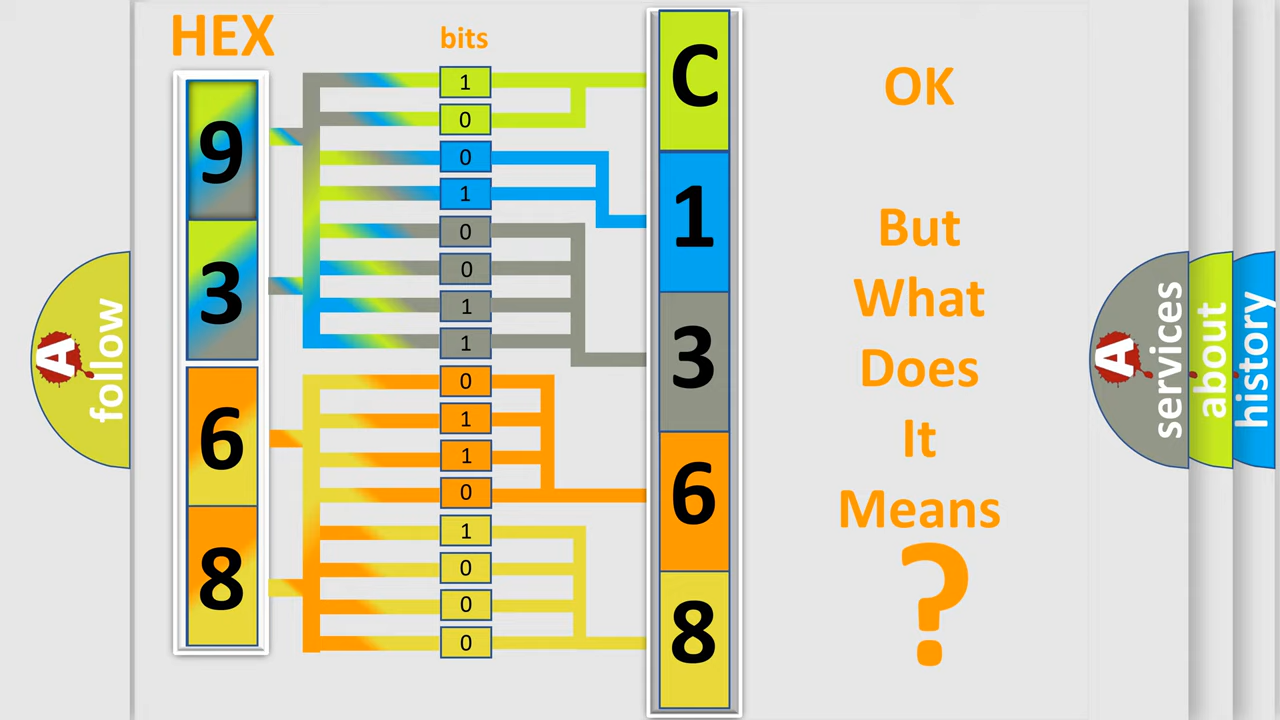 HEX
bits
9
3
6
8
1
0
0
1
0
0
1
1
0
1
1
0
1
0
0
0
C
1
3
6
8
OK
But
What
Does
It
Means
?
A
follow
A
services
about
history